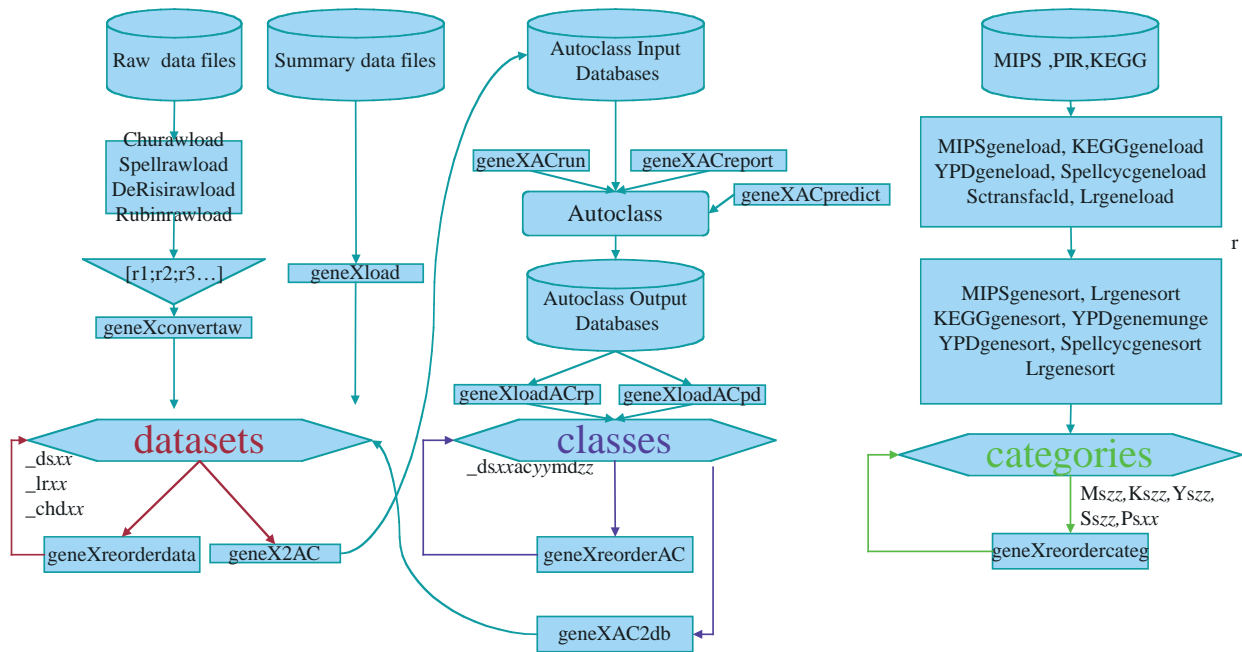 Raw data files
Churawload
Spellrawload
DeRisirawload
Rubinrawload
[r1;r2;r3…]
geneXconvertaw
Summary data files
geneXload
datasets
_dsxx
_lrxx
_chdxx
geneXreorderdata
geneX2AC
Autoclass Input
Databases
geneXACrun
geneXACreport
geneXACpredict
Autoclass
Autoclass Output
Databases
geneXloadACrp
geneXloadACpd
classes
_dsxxacyymdzz
geneXreorderAC
geneXAC2db
MIPS ,PIR,KEGG
MIPSgeneload, KEGGgeneload
YPDgeneload, Spellcycgeneload
Sctransfacld, Lrgeneload
r
MIPSgenesort, Lrgenesort
KEGGgenesort, YPDgenemunge
YPDgenesort, Spellcycgenesort
Lrgenesort
categories
Mszz,Kszz,Yszz,
Sszz,Psxx
geneXreordercateg